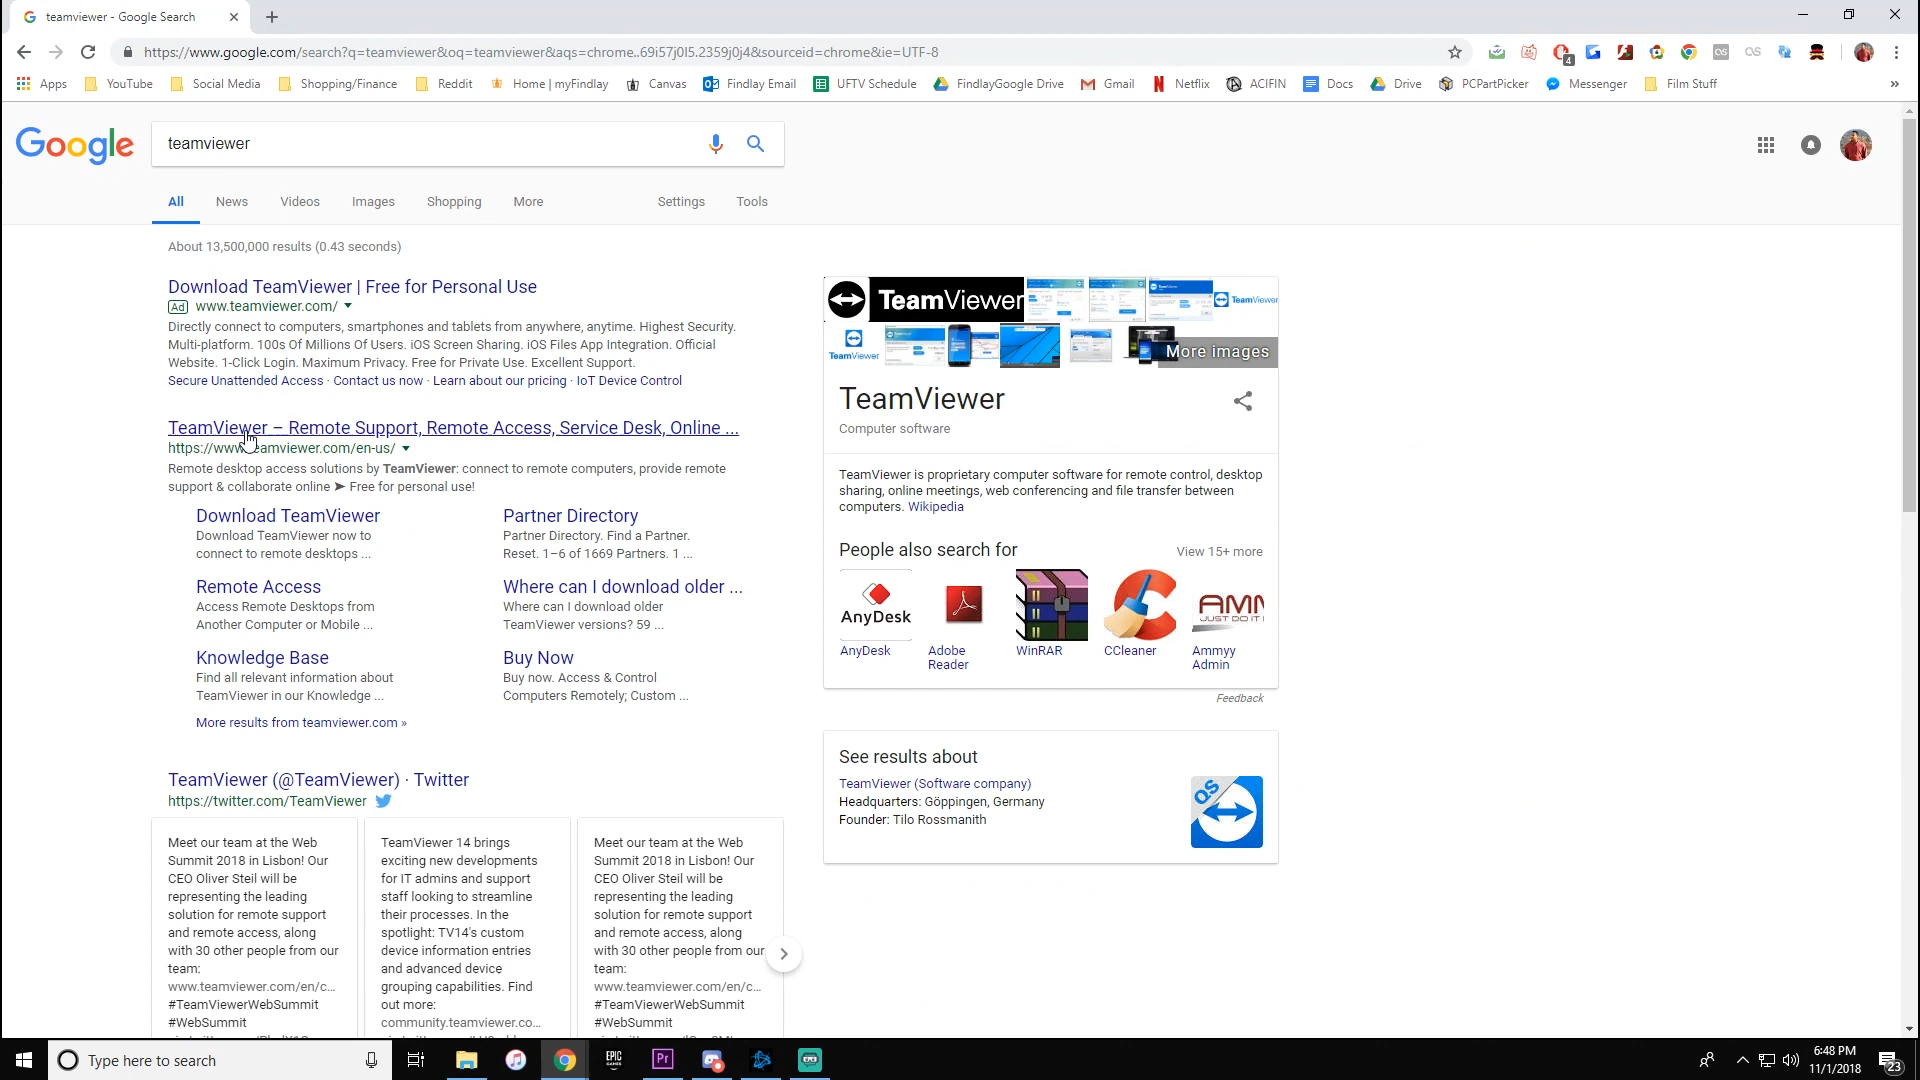 teamviewer - Google Search
https://www.google.com/search?q=teamviewer&oq=teamviewer&aqs=chrome..69i57j0l5.2359j0j4&sourceid=chrome&ie=UTF-8
4
Apps YouTube Social Media Shopping/Finance Reddit Home | myFindlay Canvas Findlay Email UFTV Schedule FindlayGoogle Drive Gmail Netflix ACIFIN Docs Drive PCPartPicker Messenger Film Stuff »
Google teamviewer
All News Videos Images Shopping More Settings Tools
About 13,500,000 results (0.43 seconds)
Download TeamViewer | Free for Personal Use
Ad www.teamviewer.com/
Directly connect to computers, smartphones and tablets from anywhere, anytime. Highest Security.
Multi-platform. 100s Of Millions Of Users. iOS Screen Sharing. iOS Files App Integration. Official
Website. 1-Click Login. Maximum Privacy. Free for Private Use. Excellent Support.
Secure Unattended Access · Contact us now · Learn about our pricing · IoT Device Control
TeamViewer – Remote Support, Remote Access, Service Desk, Online ...
https://www.teamviewer.com/en-us/
Remote desktop access solutions by TeamViewer: connect to remote computers, provide remote
support & collaborate online ➤ Free for personal use!
Download TeamViewer
Download TeamViewer now to
connect to remote desktops ...
Partner Directory
Partner Directory. Find a Partner.
Reset. 1–6 of 1669 Partners. 1 ...
Remote Access
Access Remote Desktops from
Another Computer or Mobile ...
Where can I download older ...
Where can I download older
TeamViewer versions? 59 ...
Knowledge Base
Find all relevant information about
TeamViewer in our Knowledge ...
Buy Now
Buy now. Access & Control
Computers Remotely; Custom ...
More results from teamviewer.com »
TeamViewer (@TeamViewer) · Twitter
https://twitter.com/TeamViewer
Meet our team at the Web
Summit 2018 in Lisbon! Our
CEO Oliver Steil will be
representing the leading
solution for remote support
and remote access, along
with 30 other people from our
team:
www.teamviewer.com/en/c...
#TeamViewerWebSummit
#WebSummit
TeamViewer 14 brings
exciting new developments
for IT admins and support
staff looking to streamline
their processes. In the
spotlight: TV14's custom
device information entries
and advanced device
grouping capabilities. Find
out more:
community.teamviewer.co...
Meet our team at the Web
Summit 2018 in Lisbon! Our
CEO Oliver Steil will be
representing the leading
solution for remote support
and remote access, along
with 30 other people from our
team:
www.teamviewer.com/en/c...
#TeamViewerWebSummit
#WebSummit
TeamViewer
TeamViewer
TeamViewer
More images
TeamViewer
Computer software
TeamViewer is proprietary computer software for remote control, desktop
sharing, online meetings, web conferencing and file transfer between
computers. Wikipedia
People also search for View 15+ more
AnyDesk
AMM
JUST DO IT
AnyDesk Adobe Reader WinRAR CCleaner Ammyy Admin
Feedback
See results about
TeamViewer (Software company)
Headquarters: Göppingen, Germany
Founder: Tilo Rossmanith
QS
Type here to search
EPIC
GAMES
Pr
6:48 PM
11/1/2018
23